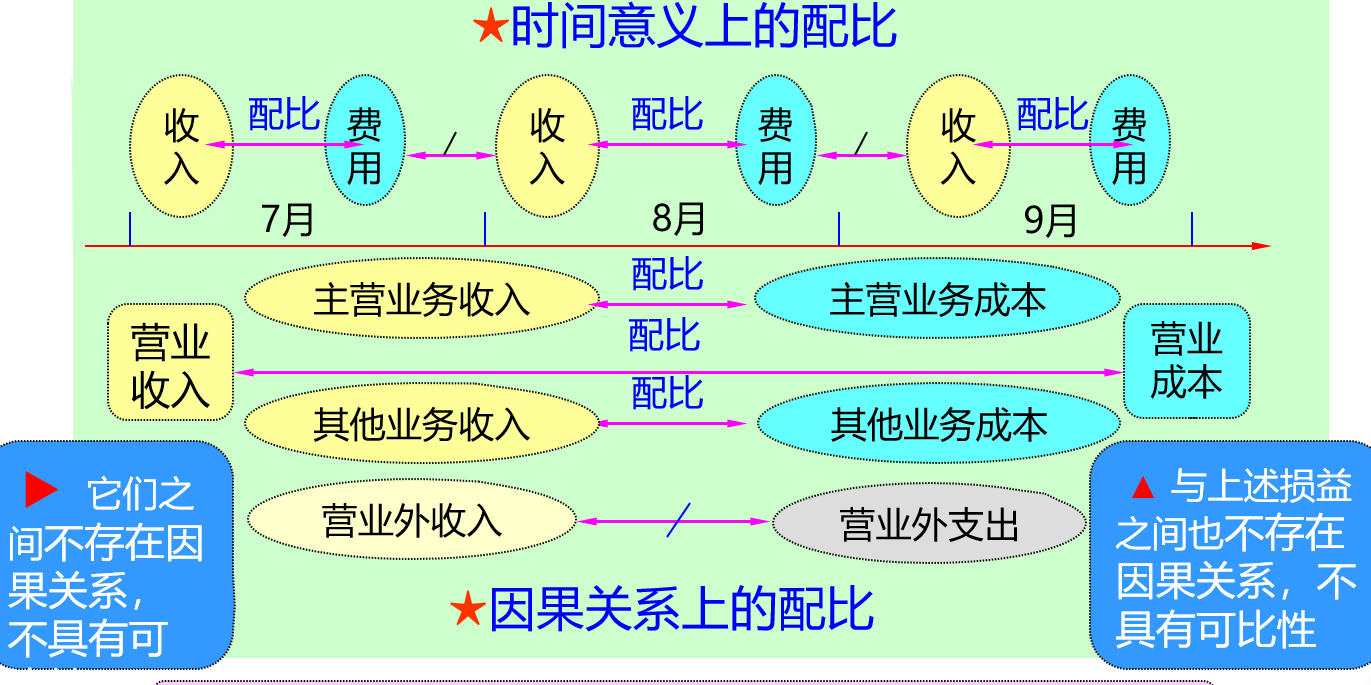 ★时间意义上的配比
收入
配比
费用
/
收入
配比
费用
/
收入
配比
费用
7月
8月
9月
主营业务收入
配比
主营业务成本
营业
收入
配比
营业
成本
其他业务收入
配比
其他业务成本
营业外收入
/
营业外支出
▶ 它们之
间不存在因
果关系，
不具有可
▲ 与上述损益
之间也不存在
因果关系，不
具有可比性
★因果关系上的配比